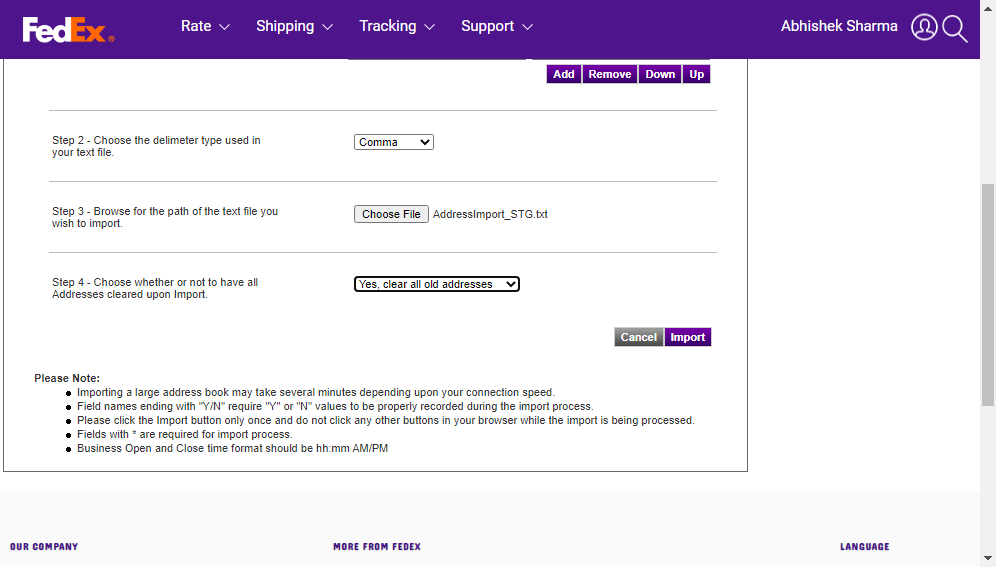 FedEx®
Rate
Shipping
Tracking
Support
Abhishek Sharma
Add
Remove
Down
Up
Step 2 - Choose the delimeter type used in
your text file.
Comma
Step 3 - Browse for the path of the text file you
wish to import.
Choose File
AddressImport_STG.txt
Step 4 - Choose whether or not to have all
Addresses cleared upon Import.
Yes, clear all old addresses
Cancel
Import
Please Note:
Importing a large address book may take several minutes depending upon your connection speed.
Field names ending with "Y/N" require "Y" or "N" values to be properly recorded during the import process.
Please click the Import button only once and do not click any other buttons in your browser while the import is being processed.
Fields with * are required for import process.
Business Open and Close time format should be hh:mm AM/PM
OUR COMPANY
MORE FROM FEDEX
LANGUAGE